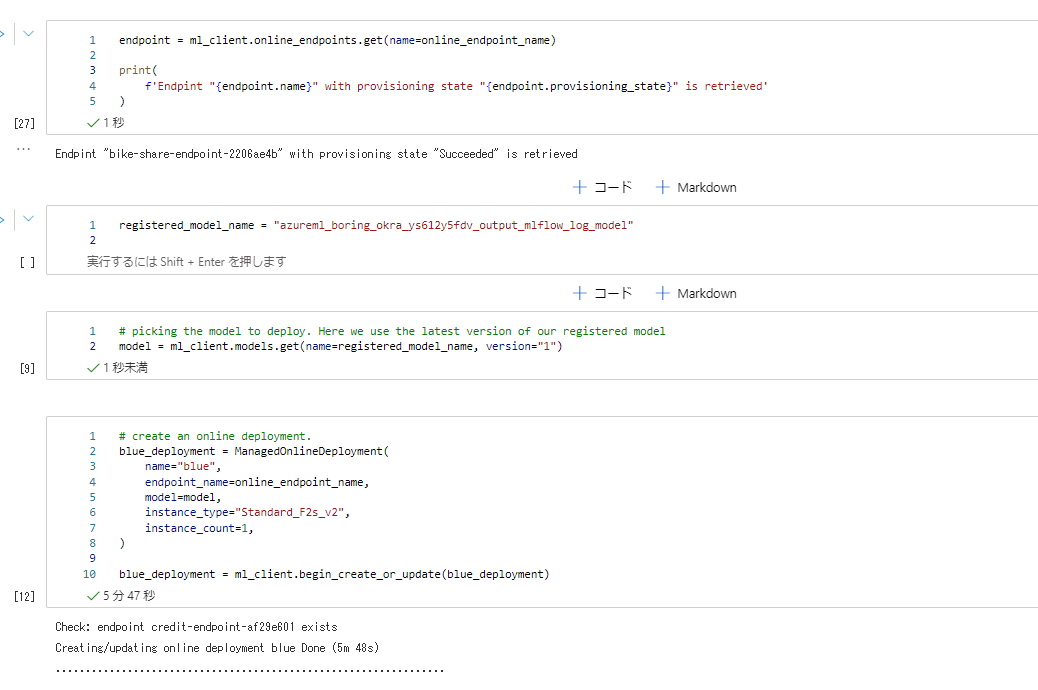 1 endpoint = ml_client.online_endpoints.get(name=online_endpoint_name)
2
3 print(
4 f'Endpint "{endpoint.name}" with provisioning state "{endpoint.provisioning_state}" is retrieved'
5 )
[27] ✓ 1 秒
... Endpint "bike-share-endpoint-2206ae4b" with provisioning state "Succeeded" is retrieved
+ コード + Markdown
1 registered_model_name = "azureml_boring_okra_ys6l2y5fdv_output_mlflow_log_model"
2
[ ] 実行するには Shift + Enter を押します
+ コード + Markdown
1 # picking the model to deploy. Here we use the latest version of our registered model
2 model = ml_client.models.get(name=registered_model_name, version="1")
[9] ✓ 1 秒未満
1 # create an online deployment.
2 blue_deployment = ManagedOnlineDeployment(
3 name="blue",
4 endpoint_name=online_endpoint_name,
5 model=model,
6 instance_type="Standard_F2s_v2",
7 instance_count=1,
8 )
9
10 blue_deployment = ml_client.begin_create_or_update(blue_deployment)
[12] ✓ 5 分 47 秒
Check: endpoint credit-endpoint-af29e601 exists
Creating/updating online deployment blue Done (5m 48s)
..............................................................